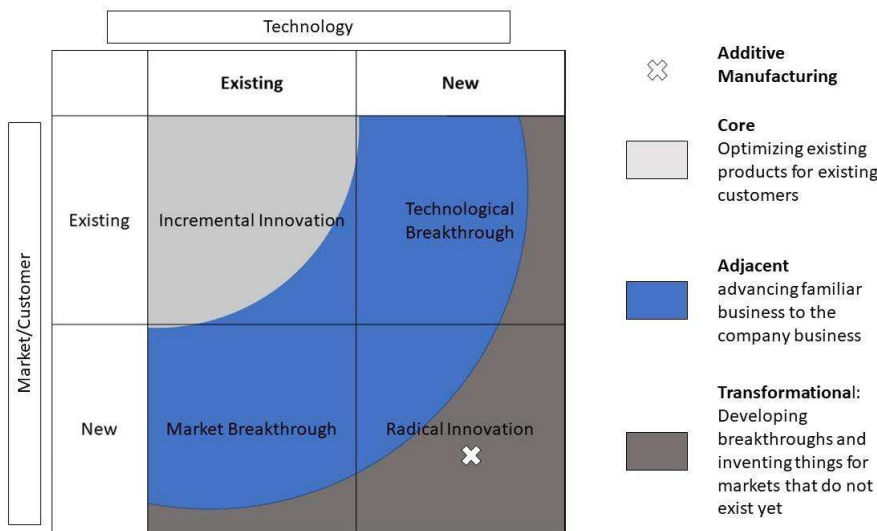 Technology
Existing
New
Market/Customer
Existing
Incremental Innovation
Technological
Breakthrough
New
Market Breakthrough
Radical Innovation
Additive
Manufacturing
Core
Optimizing existing
products for existing
customers
Adjacent
advancing familiar
business to the
company business
Transformational:
Developing
breakthroughs and
inventing things for
markets that do not
exist yet